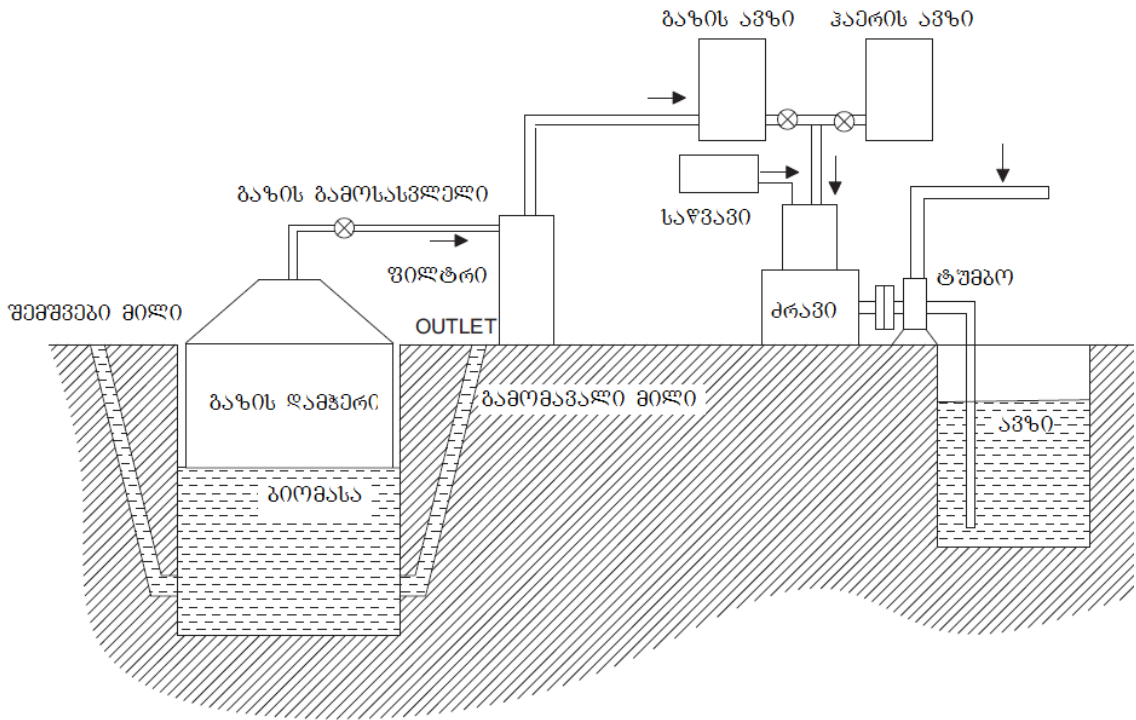 ᲒᲐᲖᲘᲡ ᲐᲕᲖᲘ
ᲰᲐᲔᲠᲘᲡ ᲐᲕᲖᲘ
ᲒᲐᲖᲘᲡ ᲒᲐᲛᲝᲡᲐᲡᲕᲚᲔᲚᲘ
ᲡᲐᲬᲕᲐᲕᲘ
ᲤᲘᲚᲢᲠᲘ
ᲢᲣᲛᲑᲝ
ᲨᲔᲛᲨᲕᲔᲑᲘ ᲛᲘᲚᲘ
OUTLET
ᲫᲠᲐᲕᲘ
ᲒᲐᲖᲘᲡ ᲓᲐᲛᲭᲔᲠᲘ
ᲒᲐᲛᲝᲛᲐᲕᲐᲚᲘ ᲛᲘᲚᲘ
ᲐᲕᲖᲘ
ᲑᲘᲝᲛᲐᲡᲐ